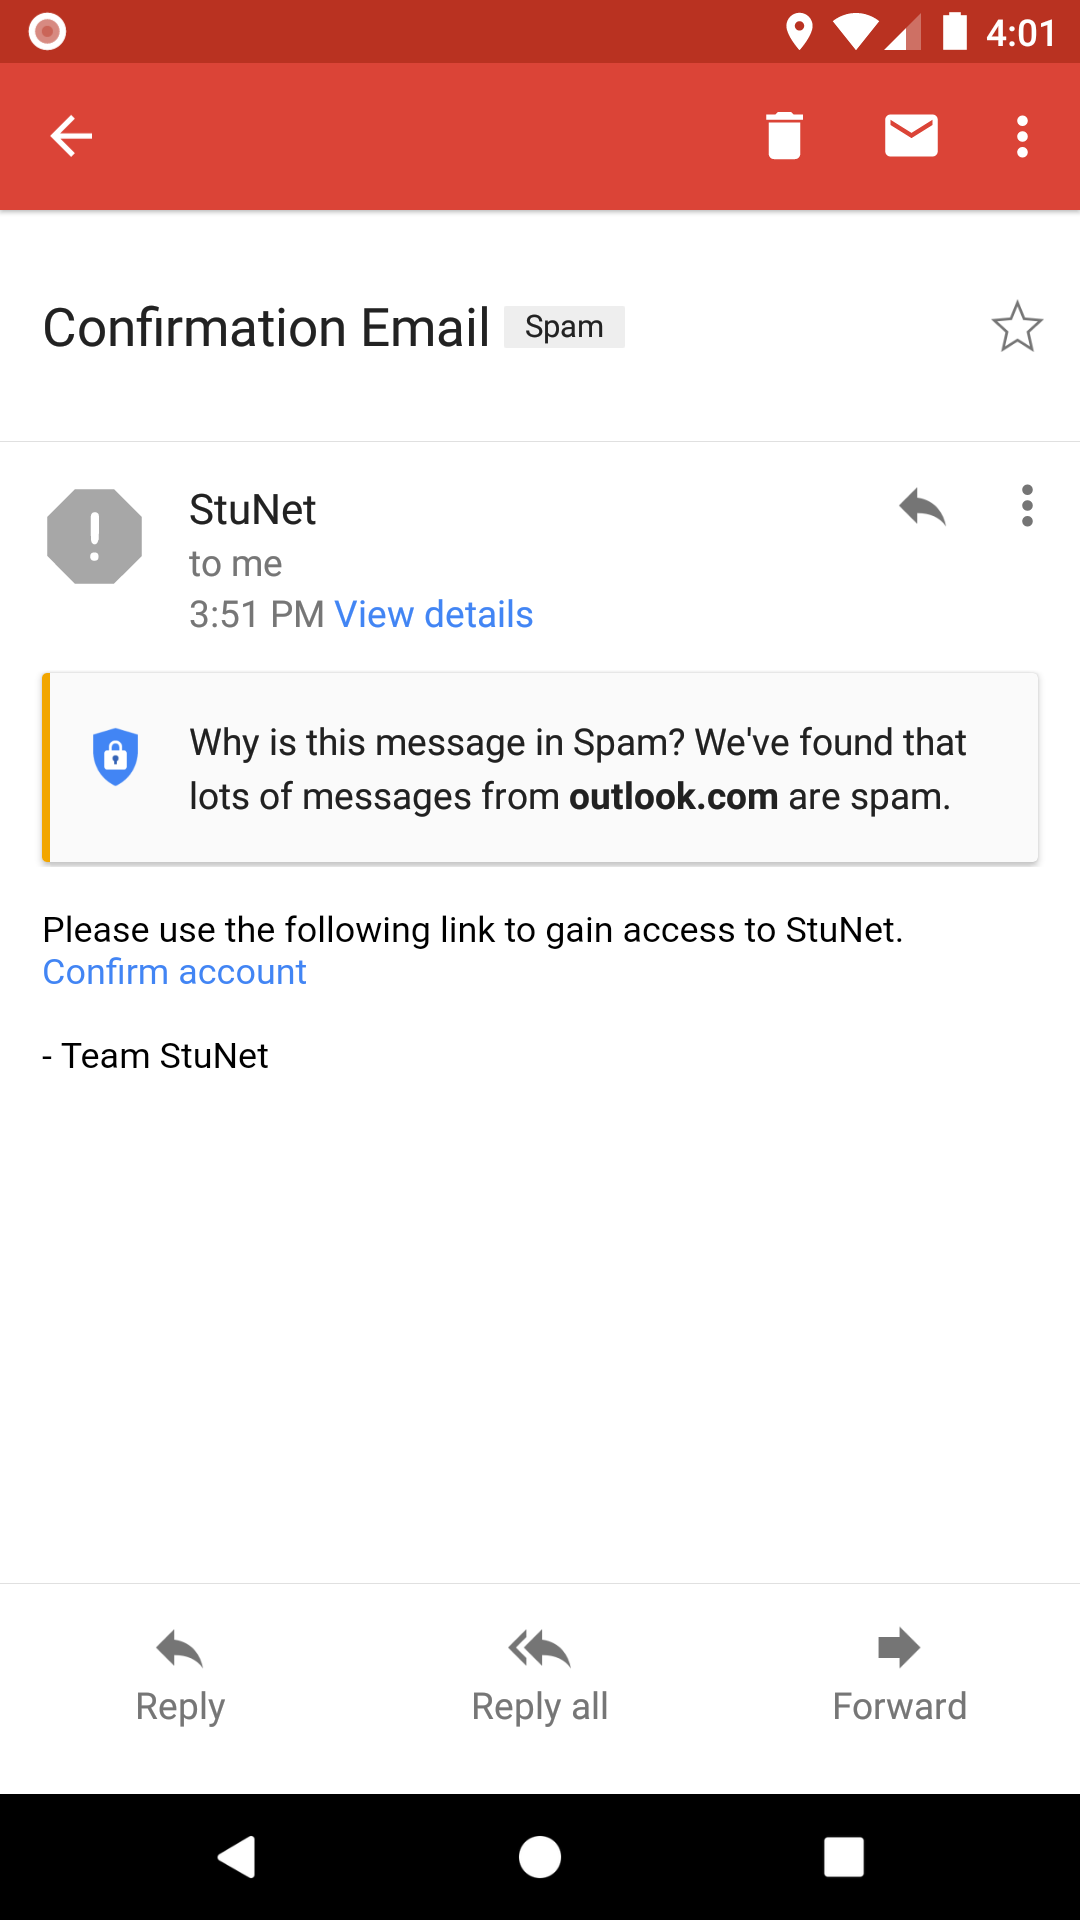 4:01
Confirmation Email Spam
StuNet
to me
3:51 PM View details
Why is this message in Spam? We've found that
lots of messages from outlook.com are spam.
Please use the following link to gain access to StuNet.
Confirm account
- Team StuNet
Reply Reply all Forward